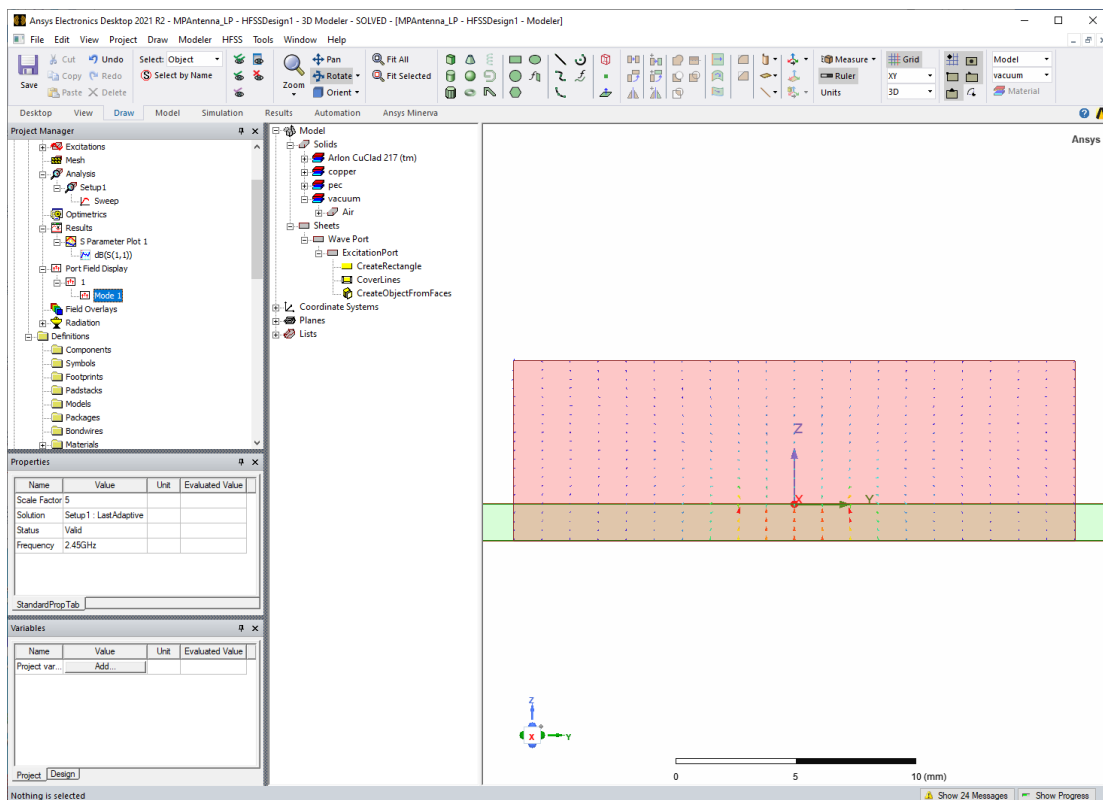 Ansys Electronics Desktop 2021 R2 - MPAntenna_LP - HFSSDesign1 - 3D Modeler - SOLVED - [MPAntenna_LP - HFSSDesign1 - Modeler]
File Edit View Project Draw Modeler HFSS Tools Window Help
Save
Cut
Copy
Paste
Undo
Redo
Delete
Select: Object
Select by Name
Zoom
Pan
Rotate
Orient
Fit All
Fit Selected
Measure
Ruler
Units
Grid
XY
3D
Model
vacuum
Material
Desktop View Draw Model Simulation Results Automation Ansys Minerva
Project Manager
Excitations
Mesh
Analysis
Setup1
Sweep
Optimetrics
Results
S Parameter Plot 1
dB(S(1,1))
Port Field Display
1
Mode 1
Field Overlays
Radiation
Definitions
Components
Symbols
Footprints
Padstacks
Models
Packages
Bondwires
Materials
Properties
Name Value Unit Evaluated Value
Scale Factor 5
Solution Setup1 : LastAdaptive
Status Valid
Frequency 2.45GHz
StandardPropTab
Variables
Name Value Unit Evaluated Value
Project var... Add...
Project Design
Nothing is selected
Model
Solids
Arlon CuClad 217 (tm)
copper
pec
vacuum
Air
Sheets
Wave Port
ExcitationPort
CreateRectangle
CoverLines
CreateObjectFromFaces
Coordinate Systems
Planes
Lists
Ansys
Z
X
Y
Z
X
Y
0 5 10 (mm)
Show 24 Messages Show Progress